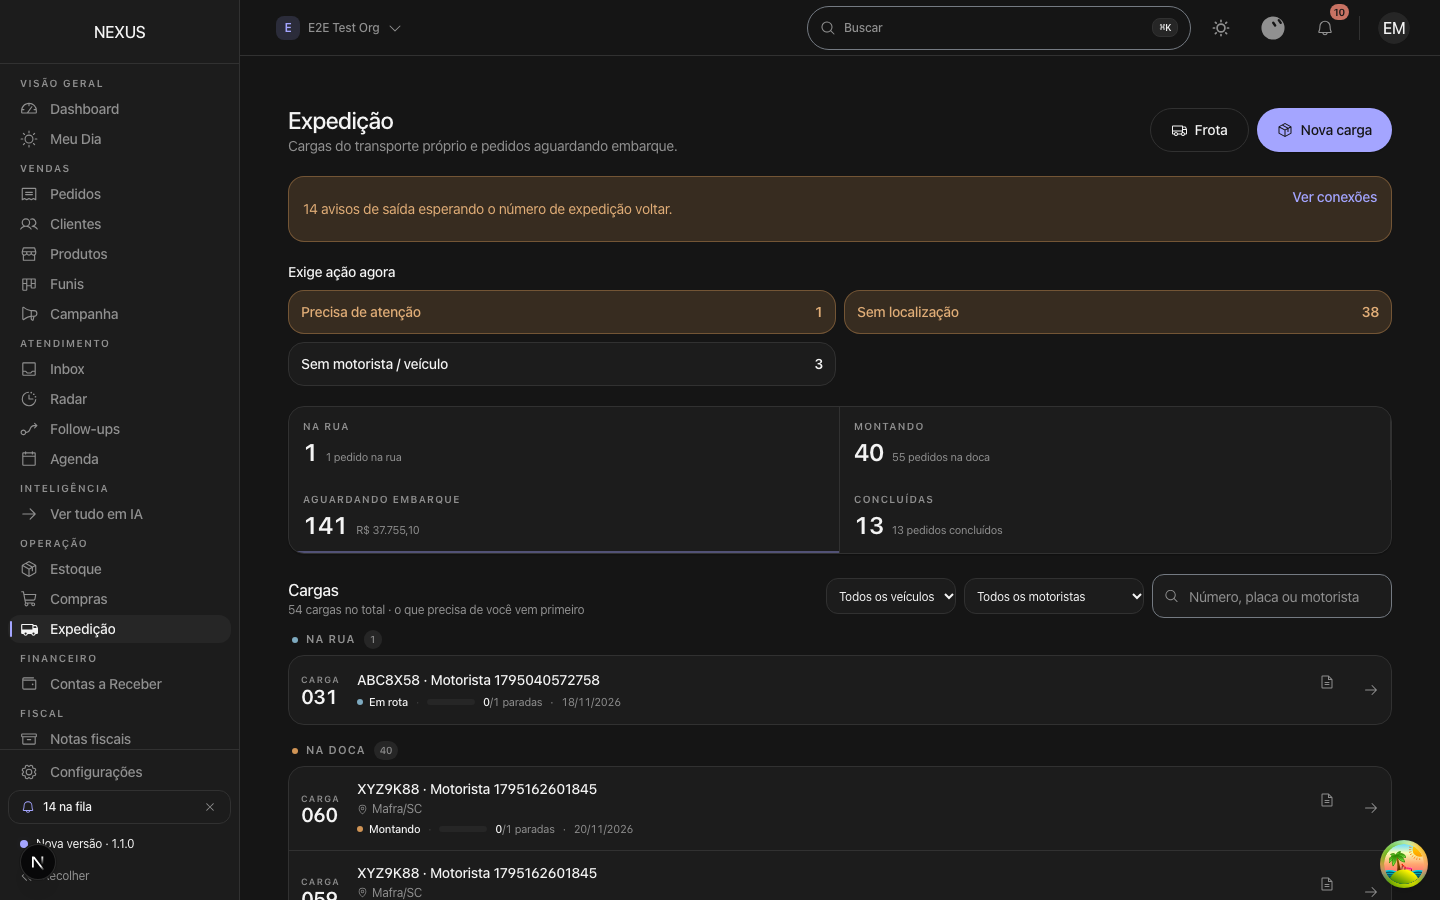 NEXUS
VISÃO GERAL
Dashboard
Meu Dia
VENDAS
Pedidos
Clientes
Produtos
Funis
Campanha
ATENDIMENTO
Inbox
Radar
Follow-ups
Agenda
INTELIGÊNCIA
Ver tudo em IA
OPERAÇÃO
Estoque
Compras
Expedição
FINANCEIRO
Contas a Receber
FISCAL
Notas fiscais
Configurações
14 na fila
Nova versão · 1.1.0
N
ecolher
E E2E Test Org
Buscar ⌘K
10
EM
Expedição
Cargas do transporte próprio e pedidos aguardando embarque.
Frota
Nova carga
14 avisos de saída esperando o número de expedição voltar.
Ver conexões
Exige ação agora
Precisa de atenção 1
Sem localização 38
Sem motorista / veículo 3
NA RUA
1 1 pedido na rua
MONTANDO
40 55 pedidos na doca
AGUARDANDO EMBARQUE
141 R$ 37.755,10
CONCLUÍDAS
13 13 pedidos concluídos
Cargas
54 cargas no total · o que precisa de você vem primeiro
Todos os veículos
Todos os motoristas
Número, placa ou motorista
NA RUA 1
CARGA
031
ABC8X58 · Motorista 1795040572758
Em rota · 0/1 paradas · 18/11/2026
NA DOCA 40
CARGA
060
XYZ9K88 · Motorista 1795162601845
Mafra/SC
Montando · 0/1 paradas · 20/11/2026
CARGA
059
XYZ9K88 · Motorista 1795162601845
Mafra/SC